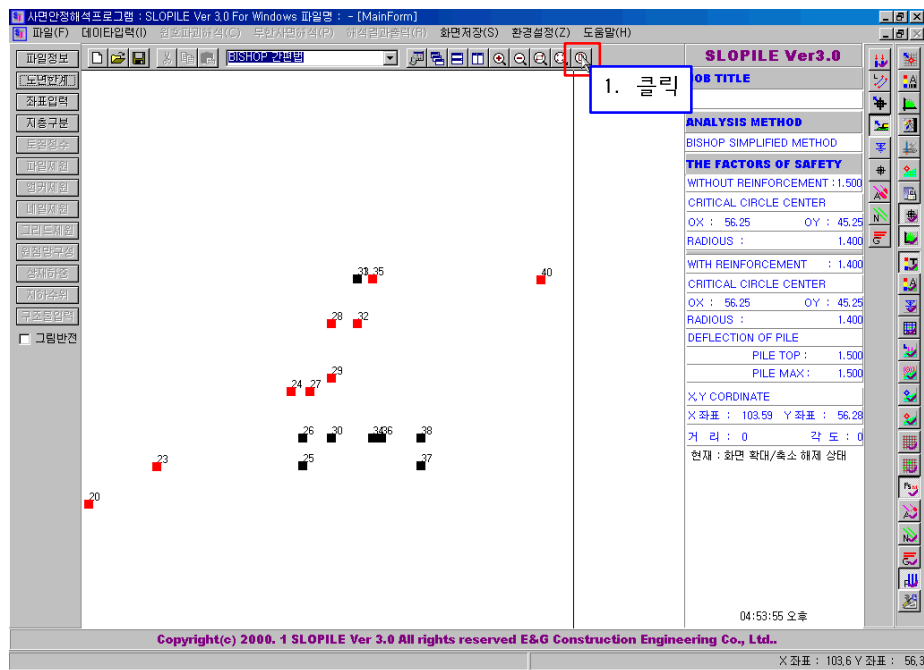 사면안정해석프로그램 : SLOPILE Ver 3.0 For Windows 파일명 : - [MainForm]
파일(F) 데이타입력(I) 원호파괴해석(C) 무한사면해석(P) 해석결과출력(R) 화면저장(S) 환경설정(Z) 도움말(H)
BISHOP 간편법
1. 클릭
파일정보
도면한계
좌표입력
지층구분
토질정수
파일제원
앵커제원
네일제원
그리드제원
원점망구성
상재하중
지하수위
구조물입력
그림반전
33 35
40
28 32
29
24 27
26 30 34 36 38
25 37
23
20
SLOPILE Ver3.0
JOB TITLE
ANALYSIS METHOD
BISHOP SIMPLIFIED METHOD
THE FACTORS OF SAFETY
WITHOUT REINFORCEMENT : 1.500
CRITICAL CIRCLE CENTER
OX : 56.25 OY : 45.25
RADIOUS : 1.400
WITH REINFORCEMENT : 1.400
CRITICAL CIRCLE CENTER
OX : 56.25 OY : 45.25
RADIOUS : 1.400
DEFLECTION OF PILE
PILE TOP : 1.500
PILE MAX : 1.500
X,Y CORDINATE
X 좌표 : 103.59 Y 좌표 : 56.28
거 리 : 0 각 도 : 0
현재 : 화면 확대/축소 해제 상태
04:53:55 오후
Copyright(c) 2000. 1 SLOPILE Ver 3.0 All rights reserved E&G Construction Engineering Co., Ltd..
X 좌표 : 103,6 Y 좌표 : 56,3